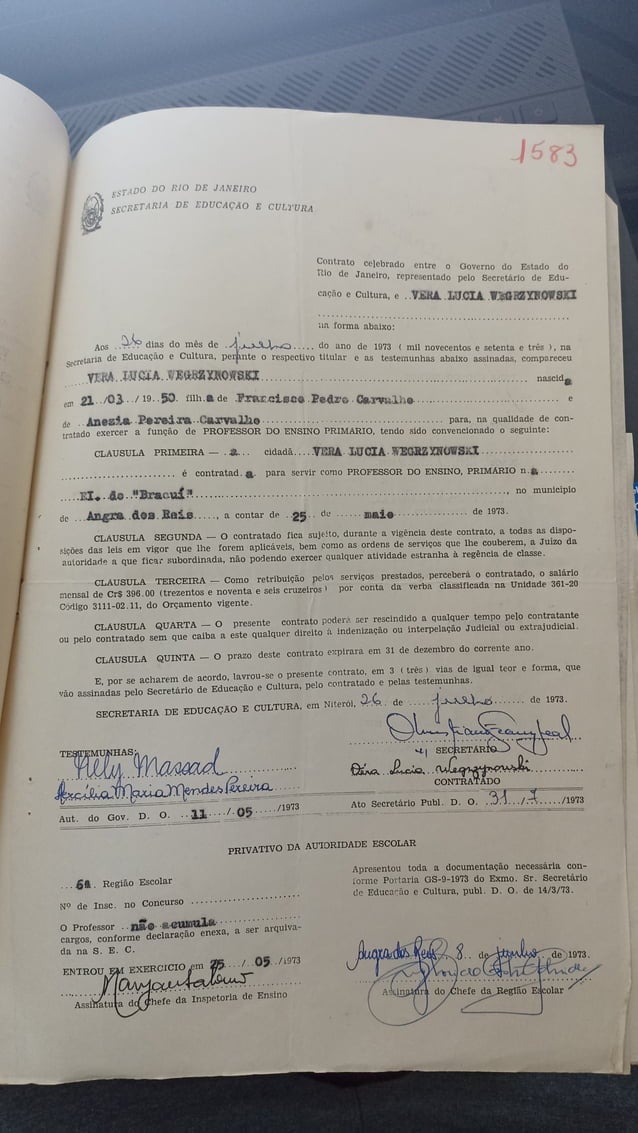 1583
ESTADO DO RIO DE JANEIRO
SECRETARIA DE EDUCAÇÃO E CULTURA
Contrato celebrado entre o Governo do Estado do
Rio de Janeiro, representado pelo Secretário de Edu-
cação e Cultura, e ..VERA LUCIA WEGRZYNOWSKI
na forma abaixo:
Aos ..26 dias do mês de julho..... do ano de 1973 ( mil novecentos e setenta e três ), na
Secretaria de Educação e Cultura, perante o respectivo titular e as testemunhas abaixo assinadas, compareceu
VERA LUCIA WEGRZYNOWSKI ........ nascida
em 21 /03 / 19..50. filh.a de Francisco Pedro Carvalho ........ e
de ..Anezia Pereira Carvalho........ para, na qualidade de con-
tratado exercer a função de PROFESSOR DO ENSINO PRIMÁRIO, tendo sido convencionado o seguinte:
CLAUSULA PRIMEIRA — ..a... cidadã....VERA LUCIA WEGRZYNOWSKI
........ é contratad.a. para servir como PROFESSOR DO ENSINO, PRIMÁRIO n.a........
....EI. de "Bracuí"........, no municipio
de ..Angra dos Reis....., a contar de ..25.. de ....maio........ de 1973.
CLAUSULA SEGUNDA — O contratado fica sujeito, durante a vigência deste contrato, a todas as dispo-
sições das leis em vigor que lhe forem aplicáveis, bem como as ordens de serviços que lhe couberem, a Juizo da
autoridade a que ficar subordinada, não podendo exercer qualquer atividade estranha à regência de classe.
CLAUSULA TERCEIRA — Como retribuição pelos serviços prestados, perceberá o contratado, o salário
mensal de Cr$ 396.00 (trezentos e noventa e seis cruzeiros) por conta da verba classificada na Unidade 361-20
Código 3111-02.11, do Orçamento vigente.
CLAUSULA QUARTA — O presente contrato poderá ser rescindido a qualquer tempo pelo contratante
ou pelo contratado sem que caiba a este qualquer direito à indenização ou interpelação Judicial ou extrajudicial.
CLAUSULA QUINTA — O prazo deste contrato expirara em 31 de dezembro do corrente ano.
E, por se acharem de acordo, lavrou-se o presente contrato, em 3 ( três ) vias de igual teor e forma, que
vão assinadas pelo Secretário de Educação e Cultura, pelo contratado e pelas testemunhas.
SECRETARIA DE EDUCAÇÃO E CULTURA, em Niterói, 26. de ....julho........ de 1973.
TESTEMUNHAS:
SECRETÁRIO
Hely Massad
Véra Lucia Wegrzynowski
CONTRATADO
Arcília Maria Mendes Pereira
Aut. do Gov. D. O. ..11..../..05..../1973
Ato Secretário Publ. D. O. .31.../..7...../1973
PRIVATIVO DA AUTORIDADE ESCOLAR
...6ª. Região Escolar
Nº de Insc. no Concurso ........
O Professor ..não acumula........
cargos, conforme declaração enexa, a ser arquiva-
da na S. E. C.
ENTROU EM EXERCICIO em 25..../..05../1973
Assinatura do Chefe da Inspetoria de Ensino
Apresentou toda a documentação necessária con-
forme Portaria GS-9-1973 do Exmo. Sr. Secretário
de Educação e Cultura, publ. D. O. de 14/3/73.
Angra dos Reis, 8.. de junho.. de 1973.
Assinatura do Chefe da Região Escolar